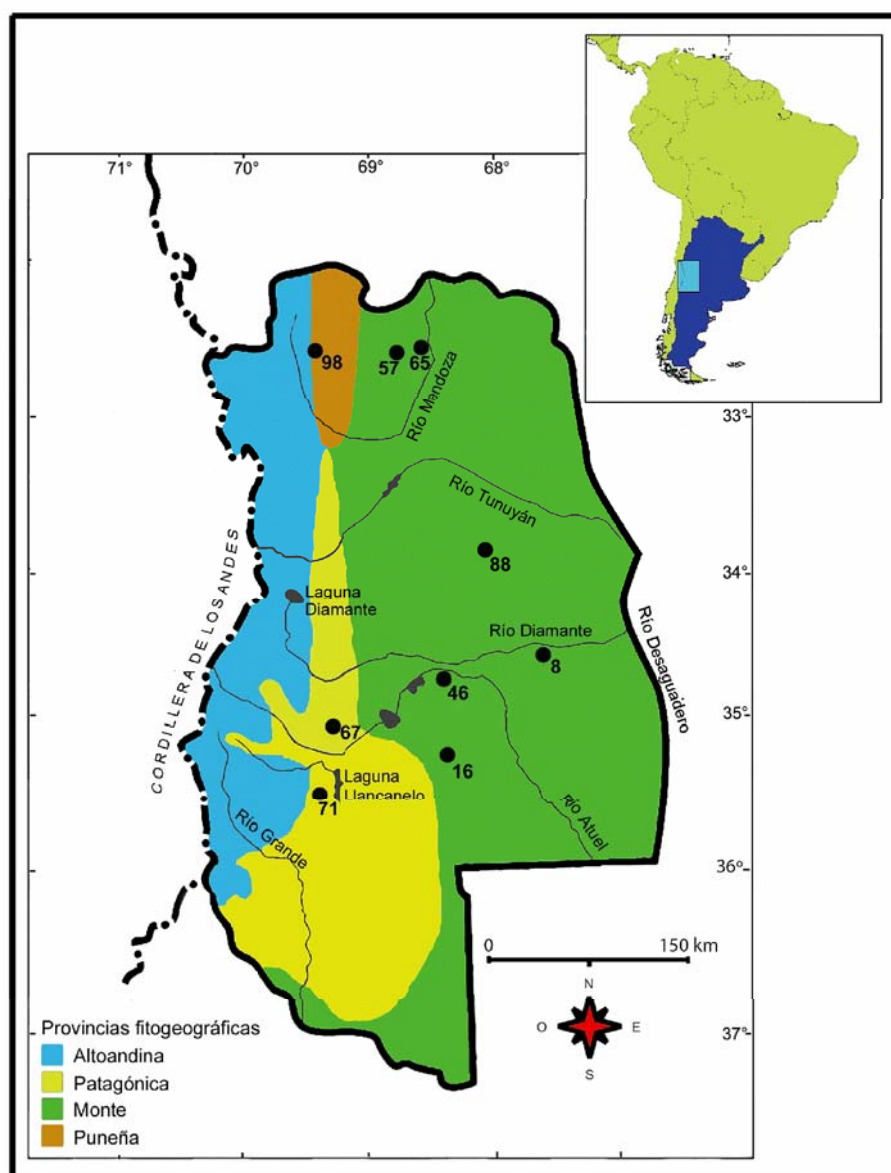 71°
70°
69°
68°
33°
34°
35°
36°
37°
98
57
65
Río Mendoza
Río Tunuyán
88
Laguna
Diamante
Río Diamante
8
Río Desaguadero
CORDILLERA DE LOS ANDES
46
67
16
Laguna
Llancanelo
71
Río Grande
Río Atuel
0
150 km
N
O
E
S
Provincias fitogeográficas
Altoandina
Patagónica
Monte
Puneña